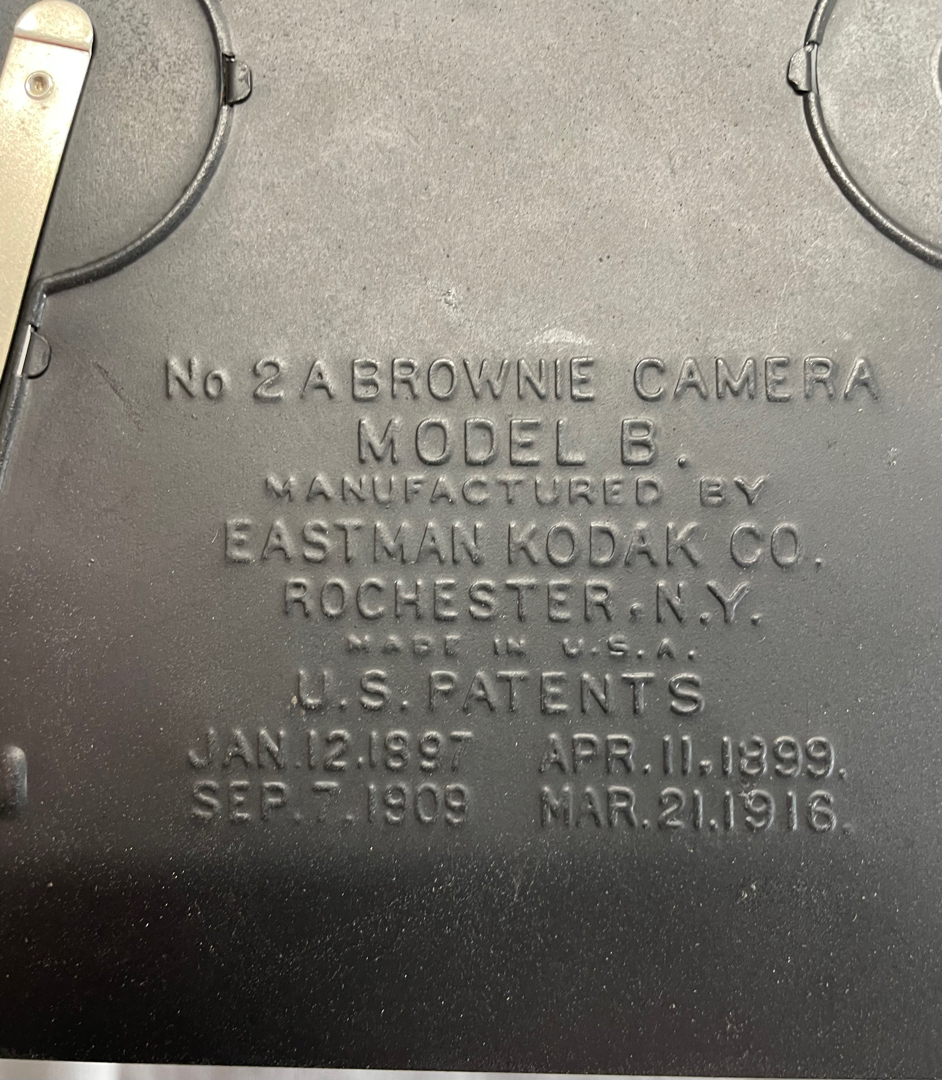 No 2 A BROWNIE CAMERA
MODEL B.
MANUFACTURED BY
EASTMAN KODAK CO.
ROCHESTER, N.Y.
MADE IN U.S.A.
U.S. PATENTS
JAN.12.1897 APR.11,1899.
SEP.7.1909 MAR.21.1916.